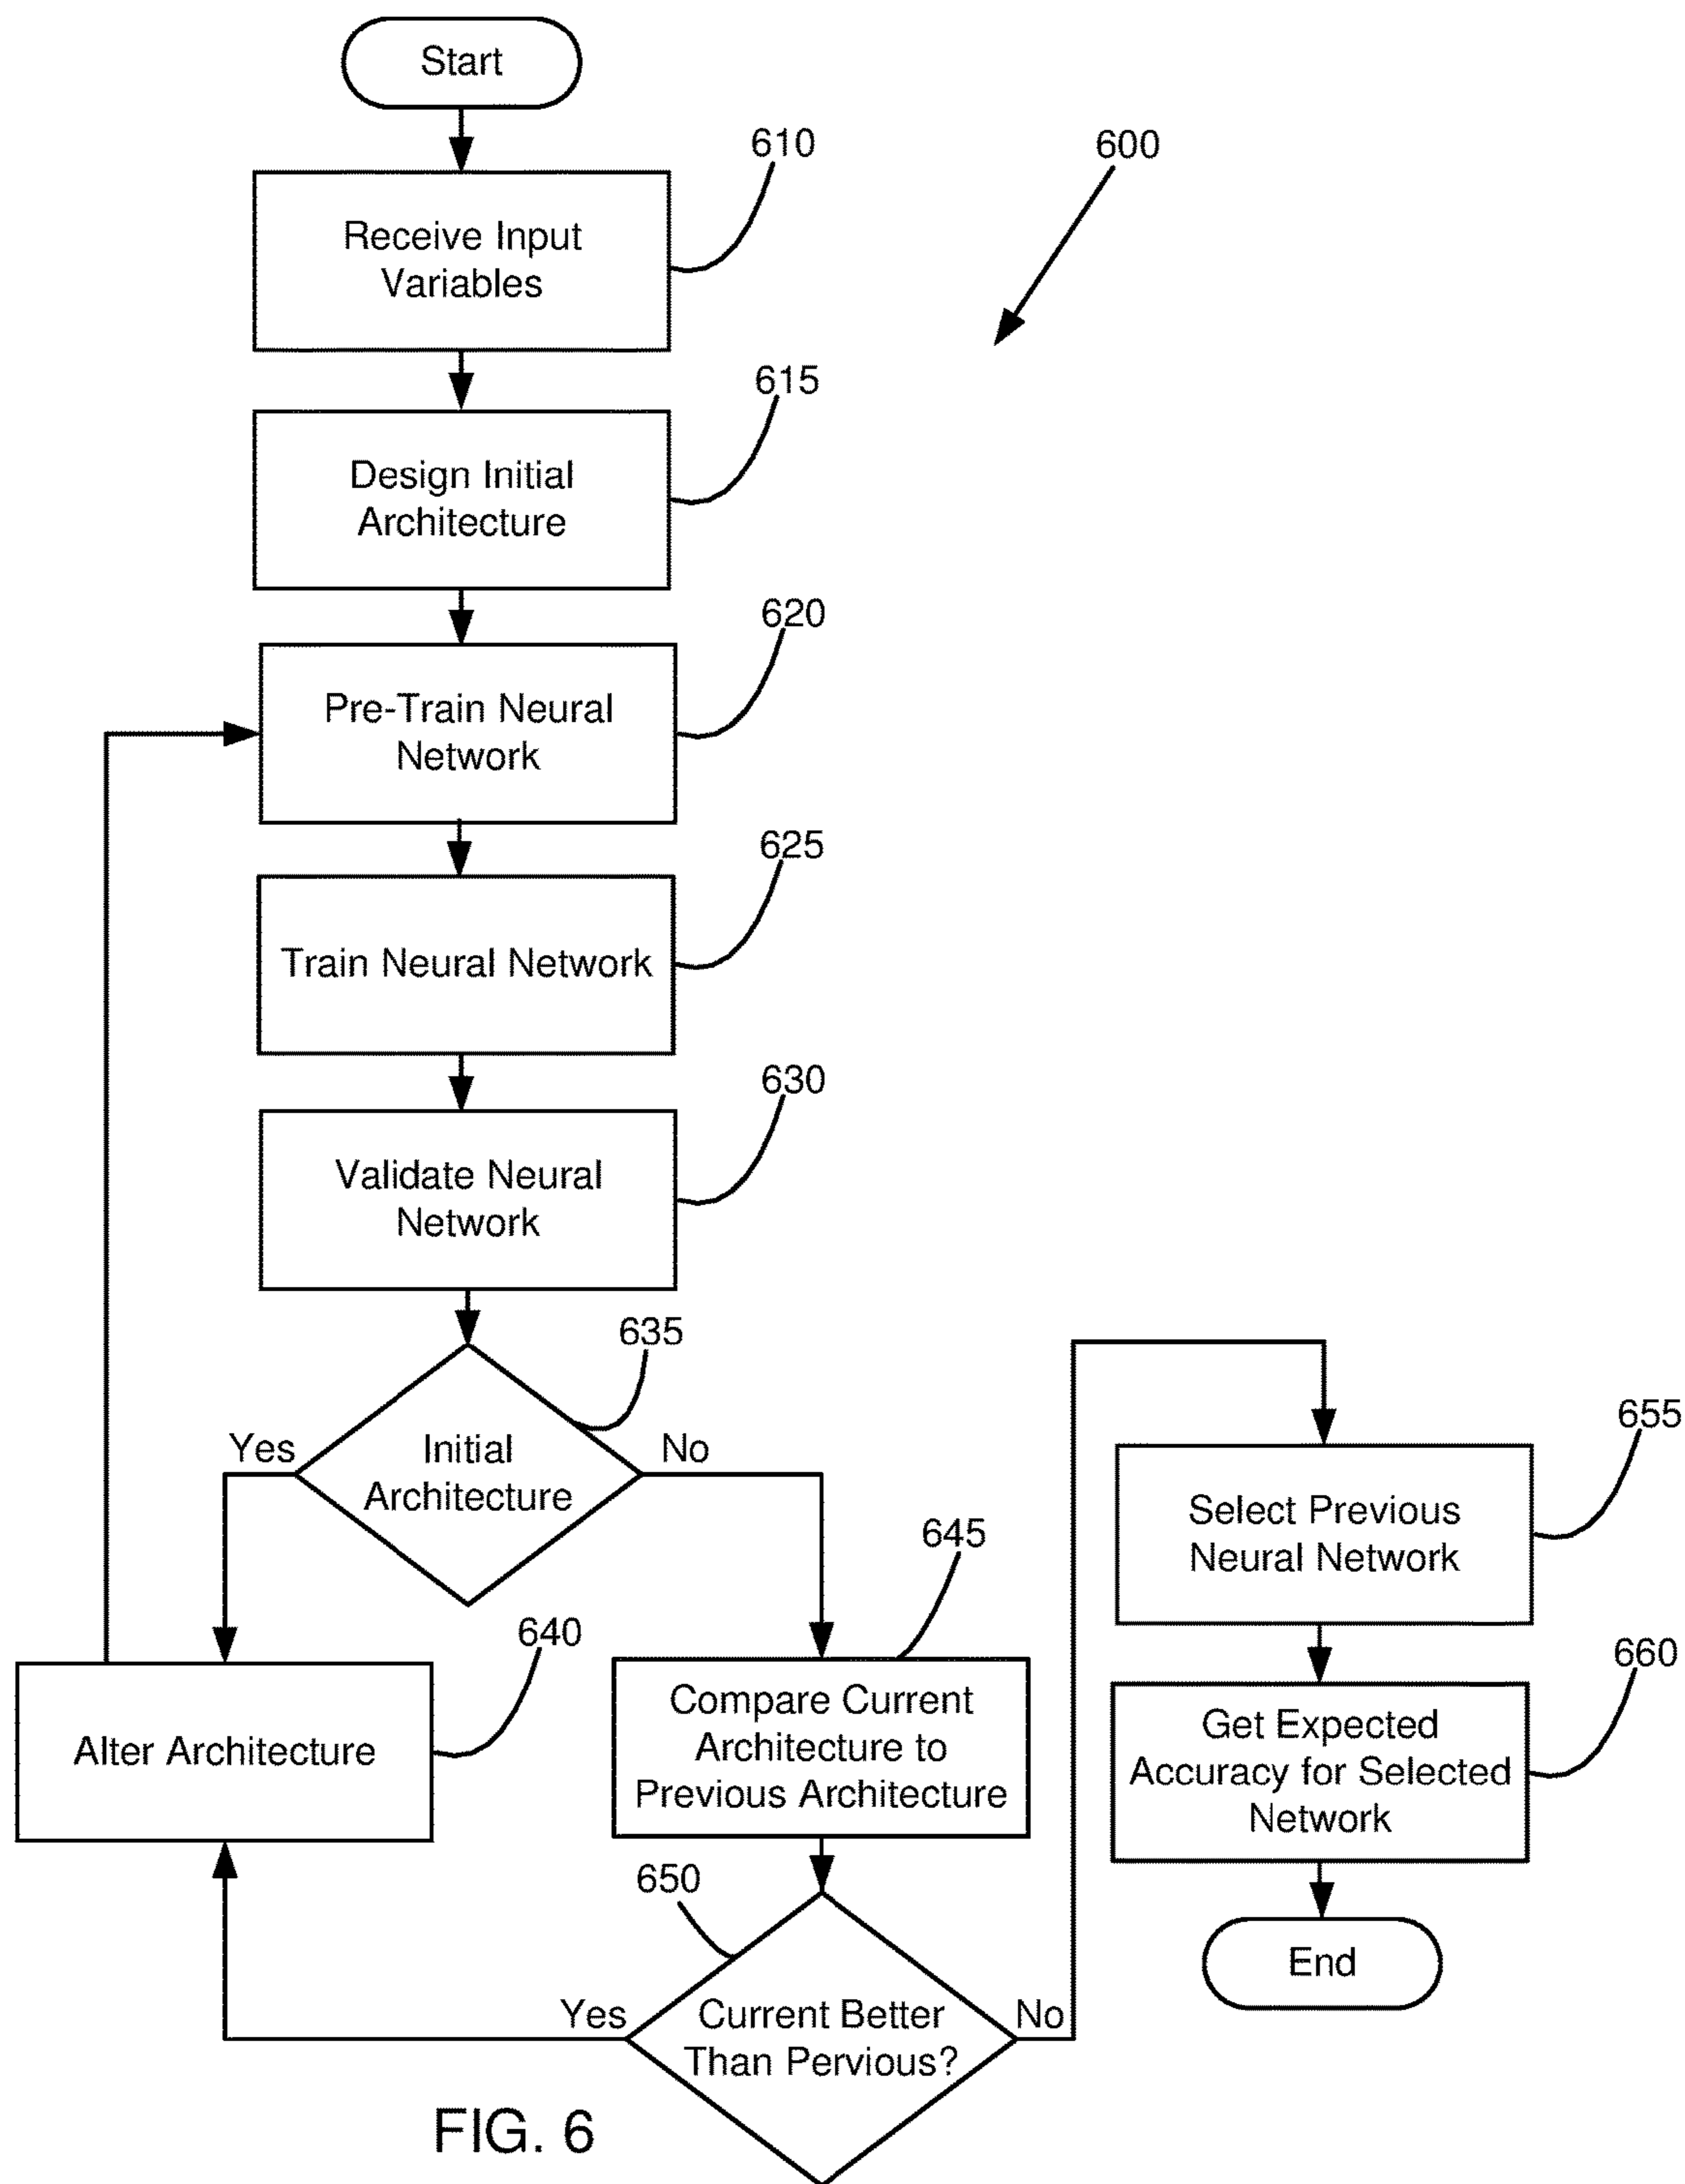 Start
610
600
Receive Input
Variables
615
Design Initial
Architecture
620
Pre-Train Neural
Network
625
Train Neural Network
630
Validate Neural
Network
635
Yes
Initial
Architecture
No
655
Select Previous
Neural Network
645
640
660
Alter Architecture
Compare Current
Architecture to
Previous Architecture
Get Expected
Accuracy for Selected
Network
650
End
Yes
Current Better
Than Pervious?
No
FIG. 6